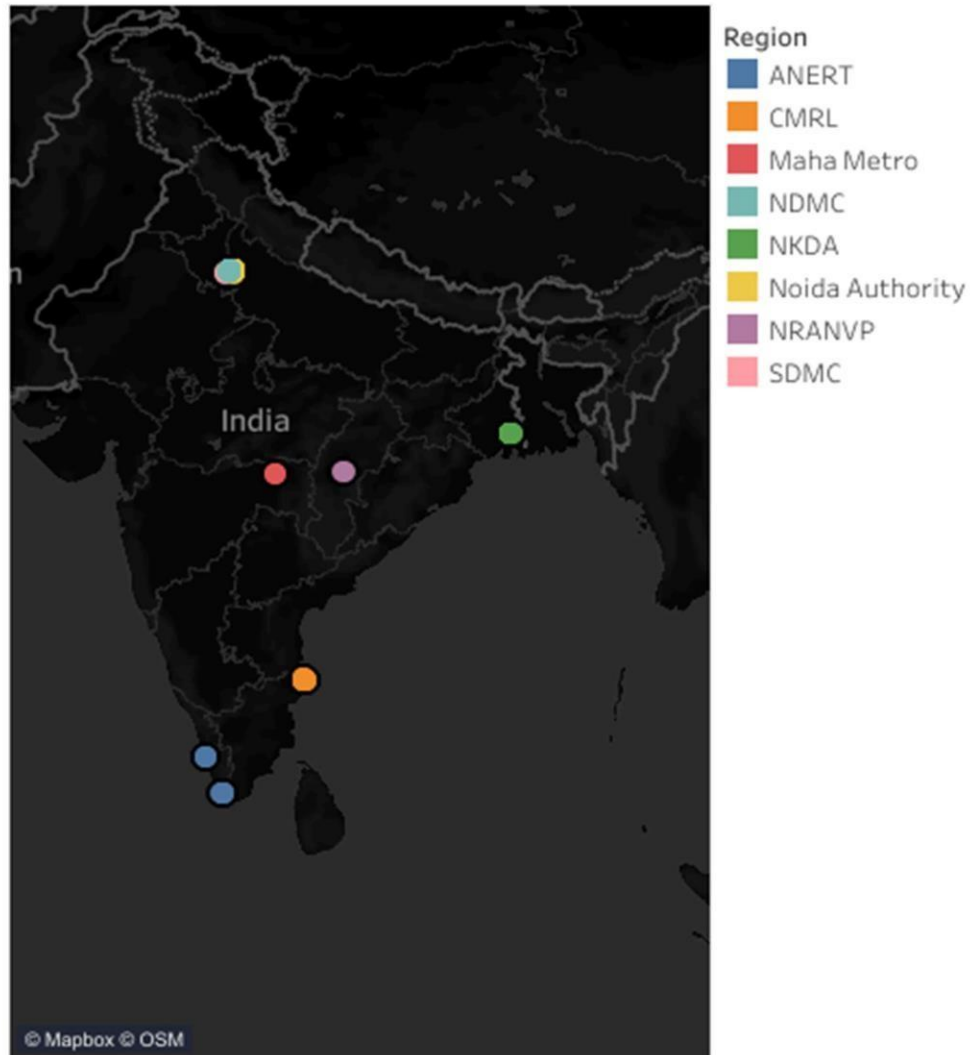 Region
ANERT
CMRL
Maha Metro
NDMC
NKDA
Noida Authority
NRANVP
SDMC
n
India
© Mapbox © OSM